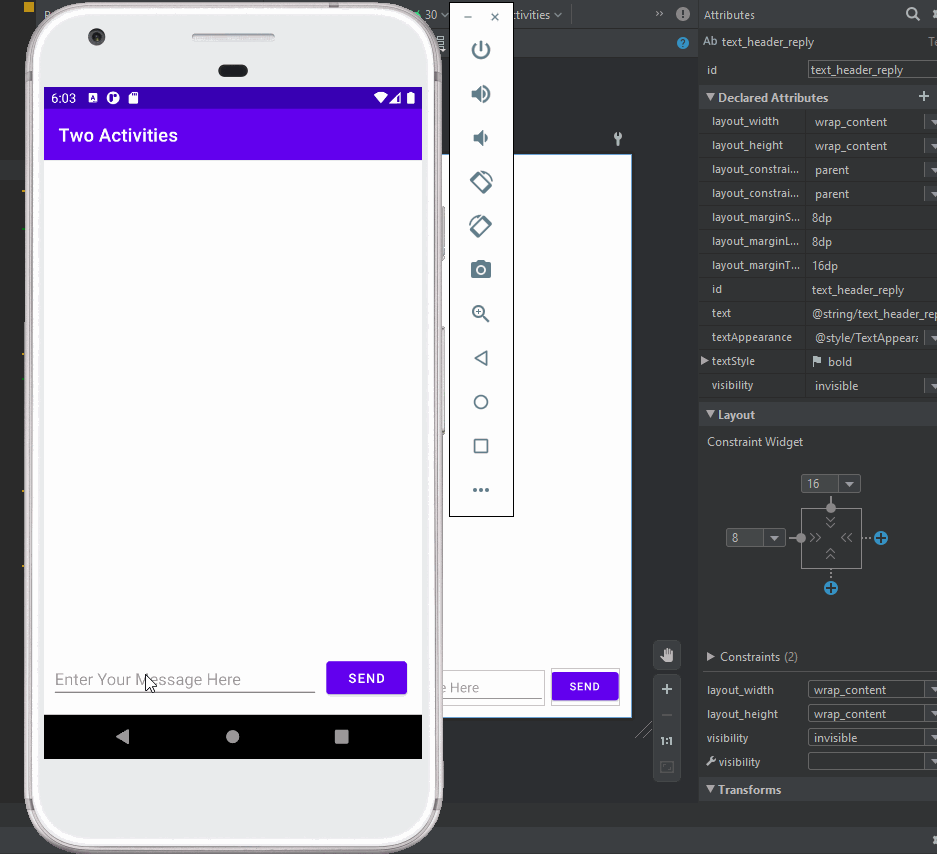 30
ctivities
6:03
Two Activities
Enter Your Message Here
SEND
e Here
SEND
1:1
Attributes
Ab text_header_reply
id text_header_reply
Declared Attributes
layout_width wrap_content
layout_height wrap_content
layout_constrai... parent
layout_constrai... parent
layout_marginS... 8dp
layout_marginL... 8dp
layout_marginT... 16dp
id text_header_reply
text @string/text_header_rep
textAppearance @style/TextAppeara
textStyle bold
visibility invisible
Layout
Constraint Widget
16
8
Constraints (2)
layout_width wrap_content
layout_height wrap_content
visibility invisible
visibility
Transforms